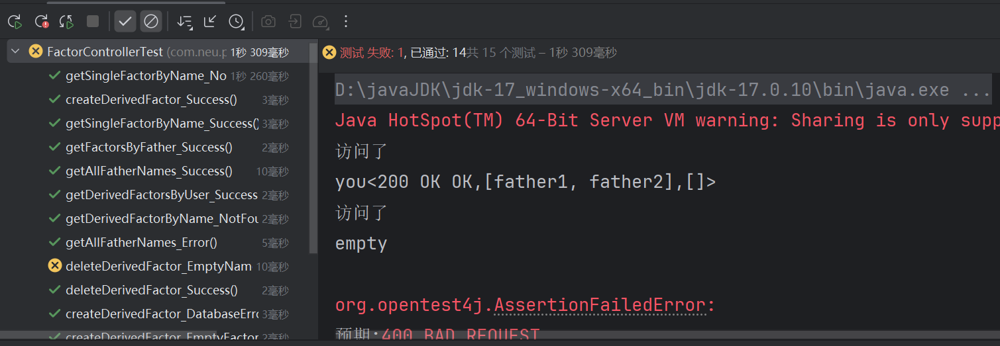 FactorControllerTest (com.neu.p 1秒 309毫秒
getSingleFactorByName_No 1秒 260毫秒
createDerivedFactor_Success() 3毫秒
getSingleFactorByName_Success() 3毫秒
getFactorsByFather_Success() 2毫秒
getAllFatherNames_Success() 10毫秒
getDerivedFactorsByUser_Success 2毫秒
getDerivedFactorByName_NotFou 2毫秒
getAllFatherNames_Error() 5毫秒
deleteDerivedFactor_EmptyNam 10毫秒
deleteDerivedFactor_Success() 2毫秒
createDerivedFactor_DatabaseErro 3毫秒
createDerivedFactor_EmptyFactor 2毫秒
测试 失败: 1, 已通过: 14共 15 个测试 – 1秒 309毫秒
D:\javaJDK\jdk-17_windows-x64_bin\jdk-17.0.10\bin\java.exe ...
Java HotSpot(TM) 64-Bit Server VM warning: Sharing is only supp
访问了
you<200 OK OK,[father1, father2],[]>
访问了
empty
org.opentest4j.AssertionFailedError:
预期:400 BAD_REQUEST